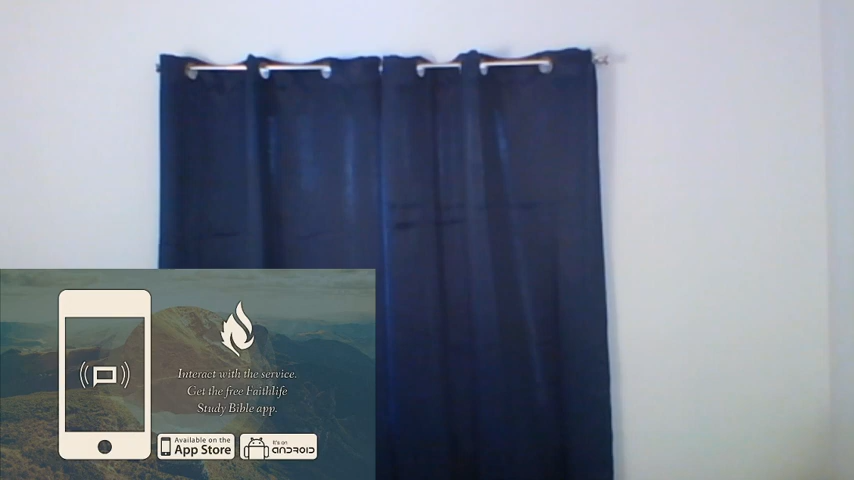 Interact with the service.
Get the free Faithlife
Study Bible app.
Available on the
App Store
It's on
ANDROID